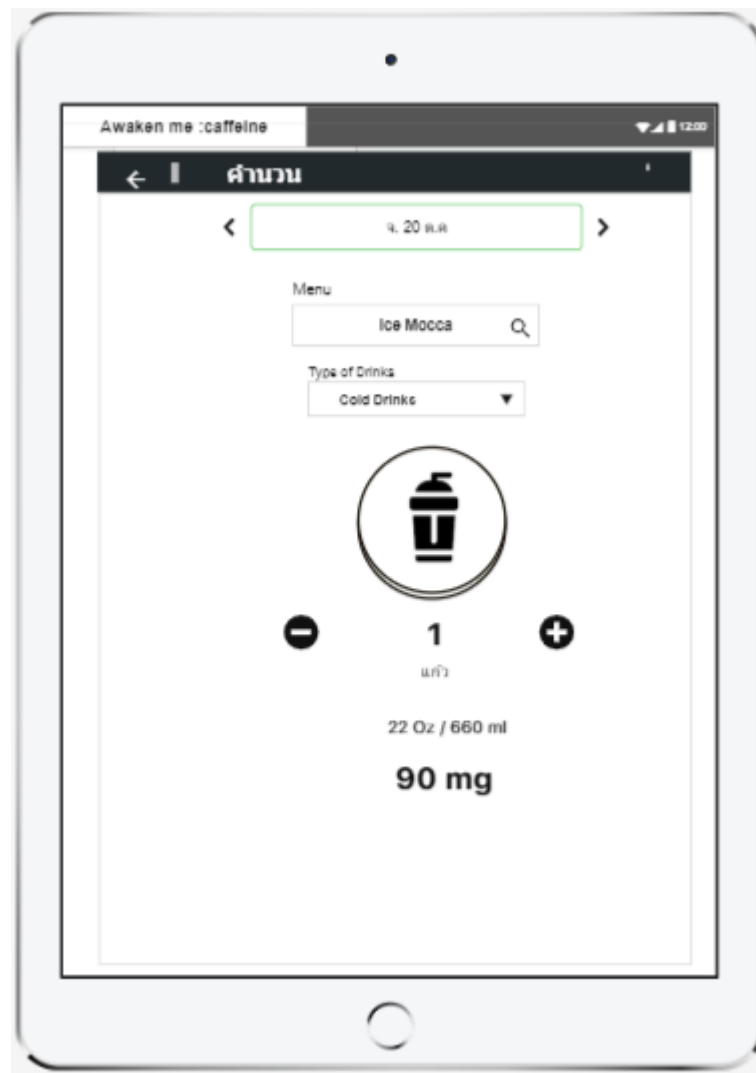 Awaken me :caffeine
12:00
คำนวน
จ. 20 ต.ค
Menu
Ice Mocca
Type of Drinks
Cold Drinks
1
แก้ว
22 Oz / 660 ml
90 mg